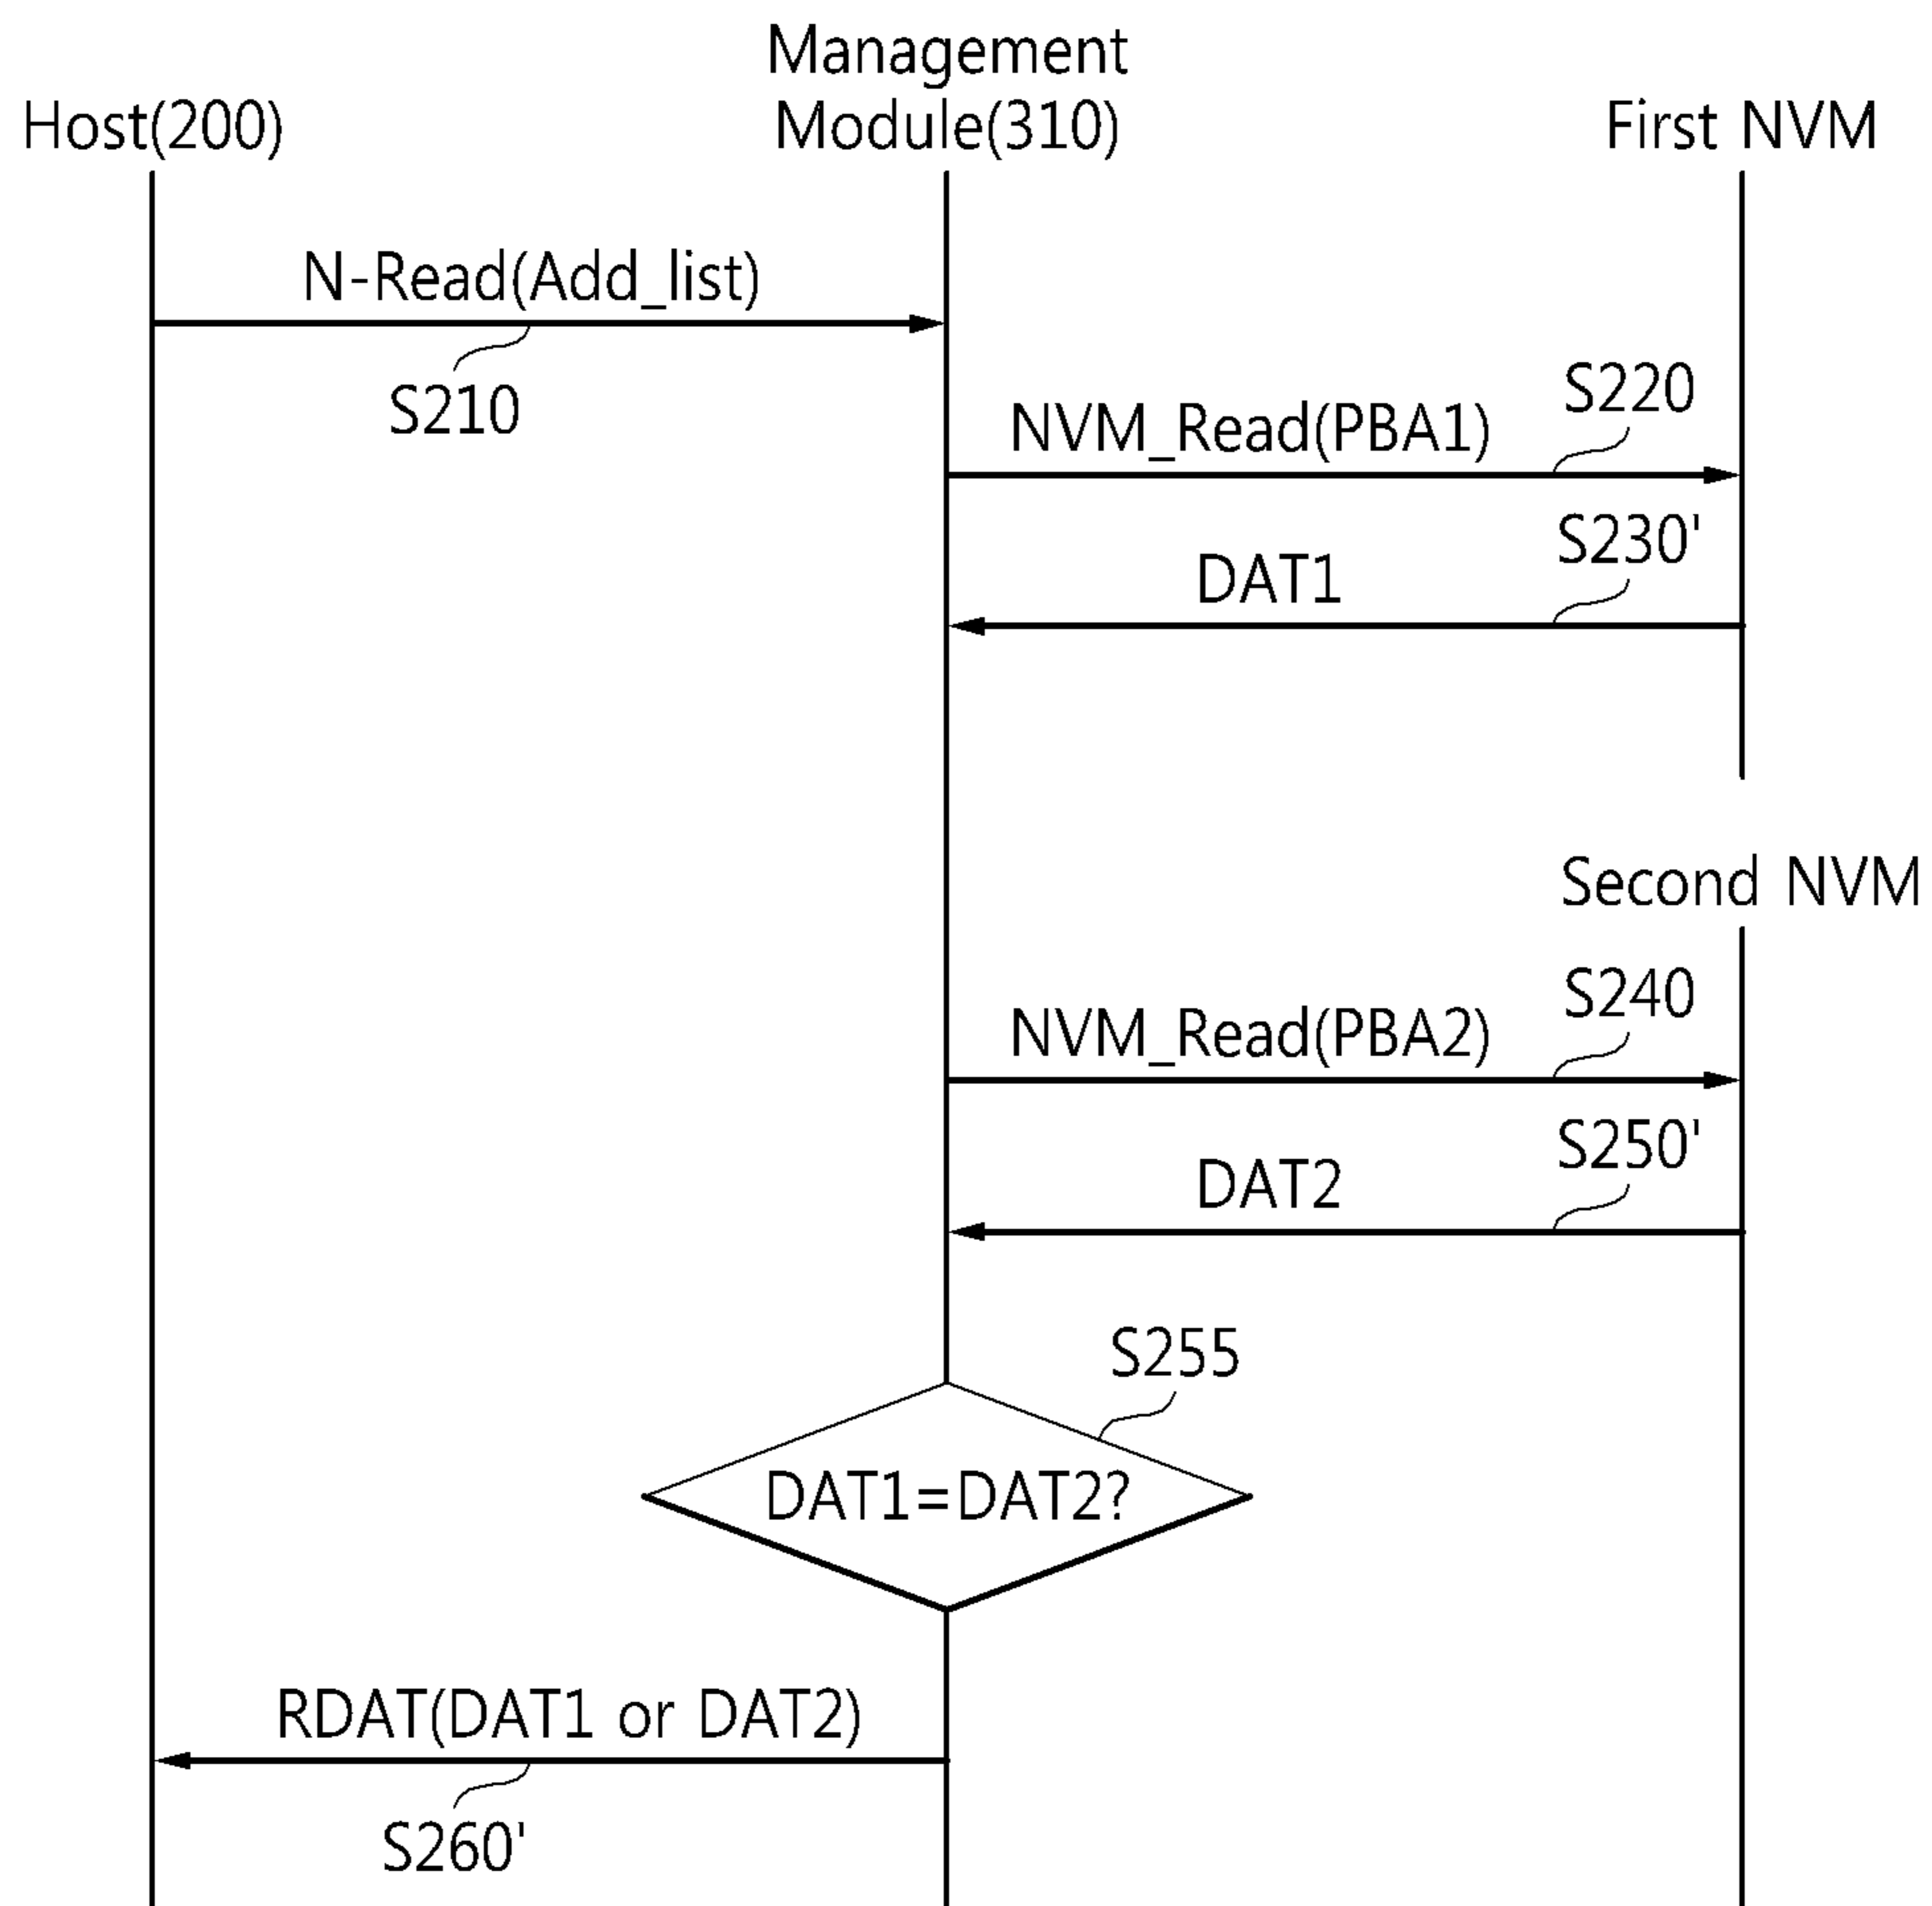 Management
Host(200)
Module(310)
First NVM
N-Read(Add_list)
S210
S220
NVM_Read(PBA1)
S230'
DAT1
Second NVM
S240
NVM_Read(PBA2)
S250'
DAT2
S255
DAT1=DAT2?
RDAT(DAT1 or DAT2)
S260'